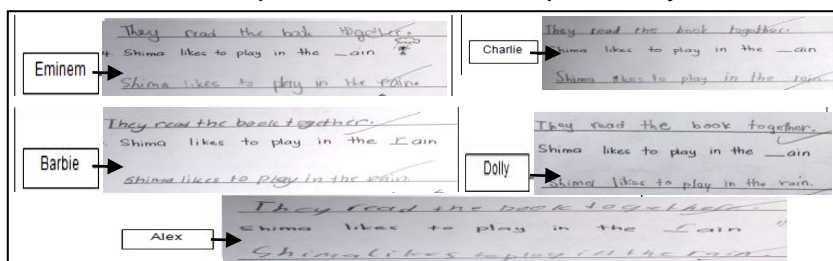 They read the book together.
4. Shima likes to play in the _ain
Eminem
Shima likes to play in the rain.
They read the book together.
Shima likes to play in the _ain
Charlie
Shima likes to play in the rain
They read the book together.
Shima likes to play in the r ain
Barbie
Shima likes to play in the rain.
They read the book together.
Shima likes to play in the _ain
Dolly
Shima likes to play in the rain.
They read the book together.
Shima likes to play in the r ain
Alex
Shima likes to play in the rain.